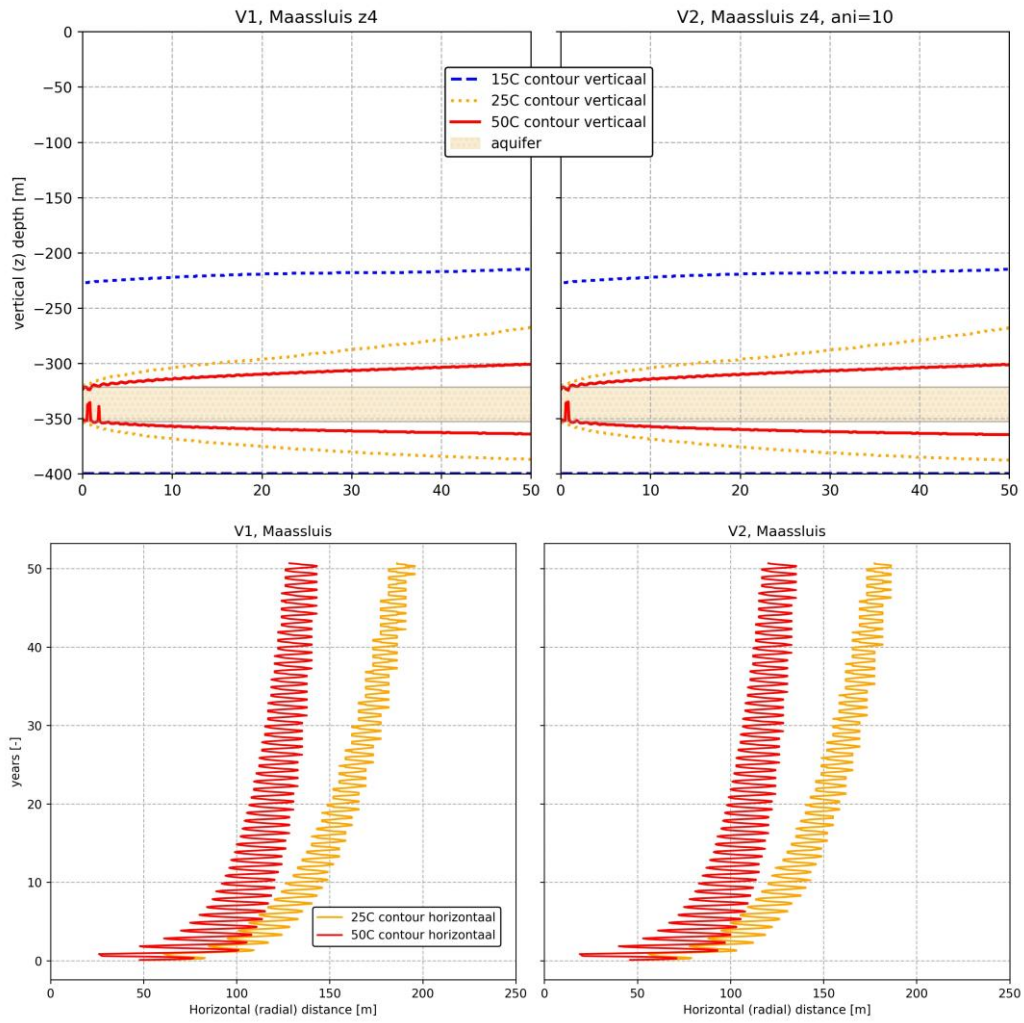 V1, Maassluis z4
V2, Maassluis z4, ani=10
0
−50
−100
−150
−200
−250
−300
−350
−400
vertical (z) depth [m]
15C contour verticaal
25C contour verticaal
50C contour verticaal
aquifer
0 10 20 30 40 50
0 10 20 30 40 50
V1, Maassluis
V2, Maassluis
50
40
30
20
10
0
years [-]
25C contour horizontaal
50C contour horizontaal
0 50 100 150 200 250
0 50 100 150 200 250
Horizontal (radial) distance [m]
Horizontal (radial) distance [m]